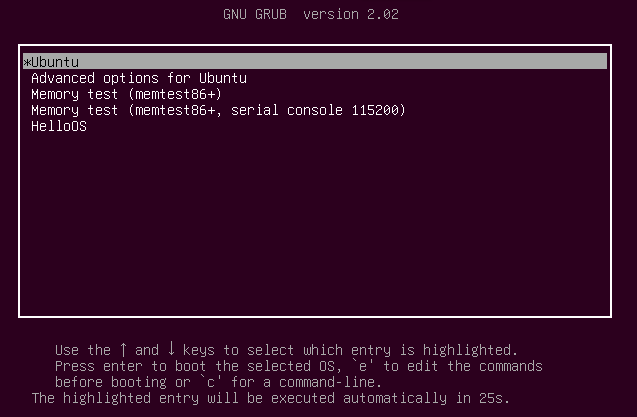 GNU GRUB  version 2.02
*Ubuntu
Advanced options for Ubuntu
Memory test (memtest86+)
Memory test (memtest86+, serial console 115200)
HelloOS
Use the ↑ and ↓ keys to select which entry is highlighted.
Press enter to boot the selected OS, `e' to edit the commands
before booting or `c' for a command-line.
The highlighted entry will be executed automatically in 25s.